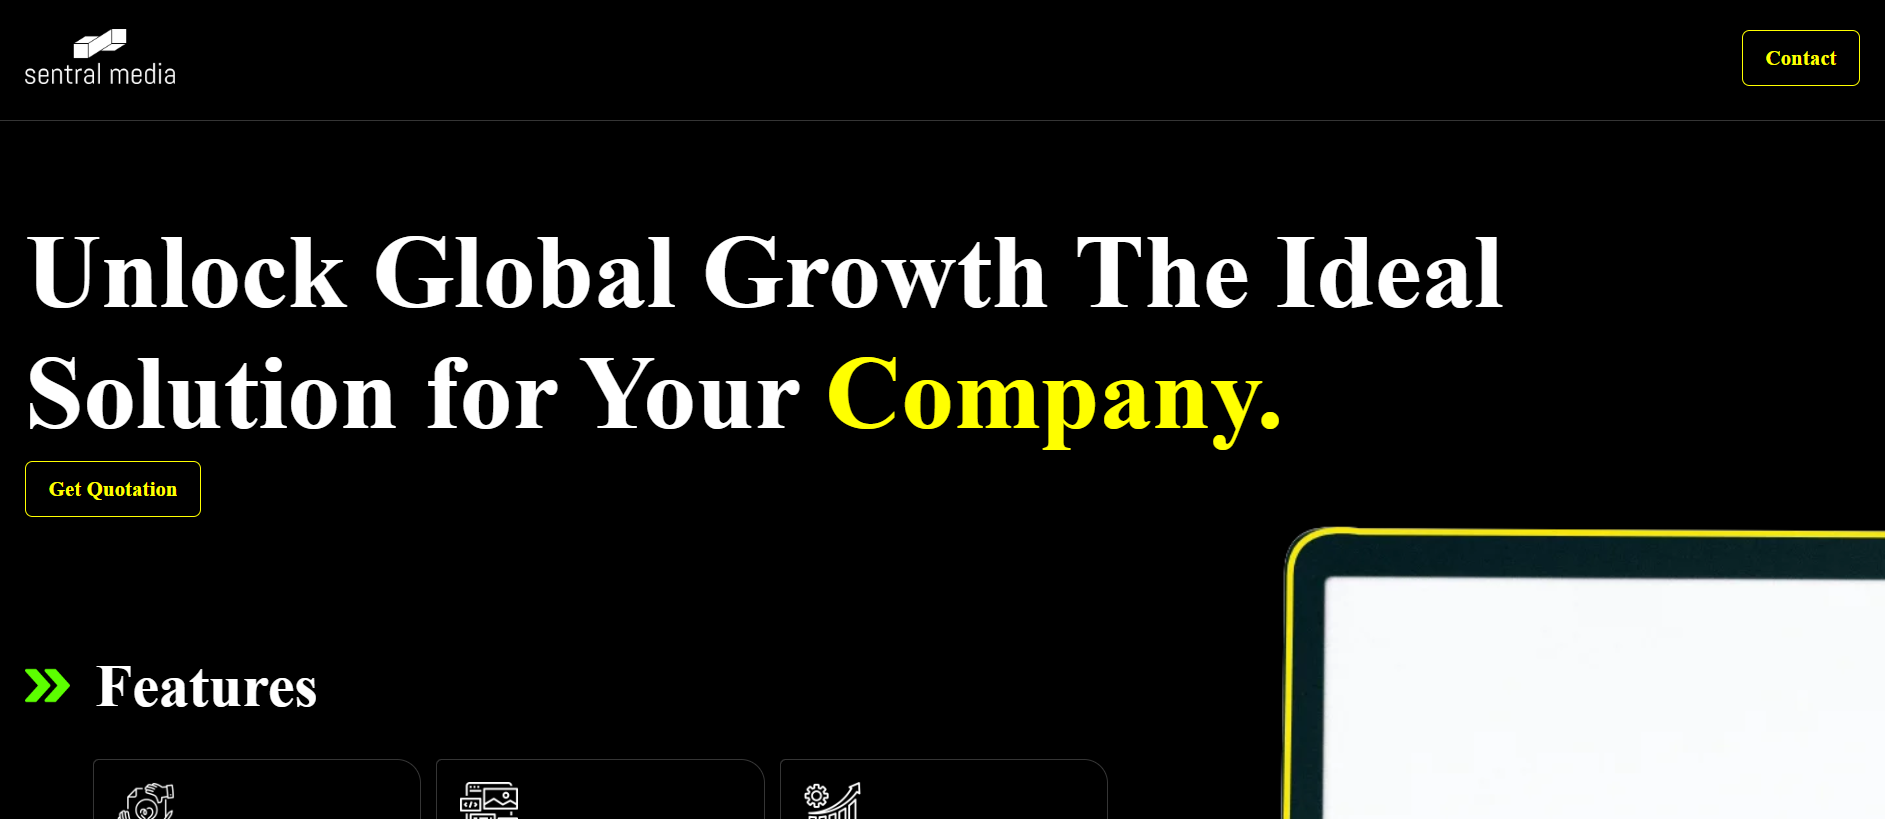 sentral media
Contact
Unlock Global Growth The Ideal
Solution for Your Company.
Get Quotation
Features